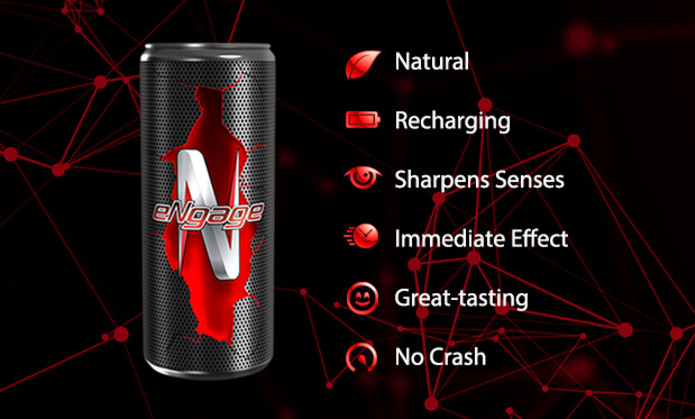 N
eNgage
Natural
Recharging
Sharpens Senses
Immediate Effect
Great-tasting
No Crash